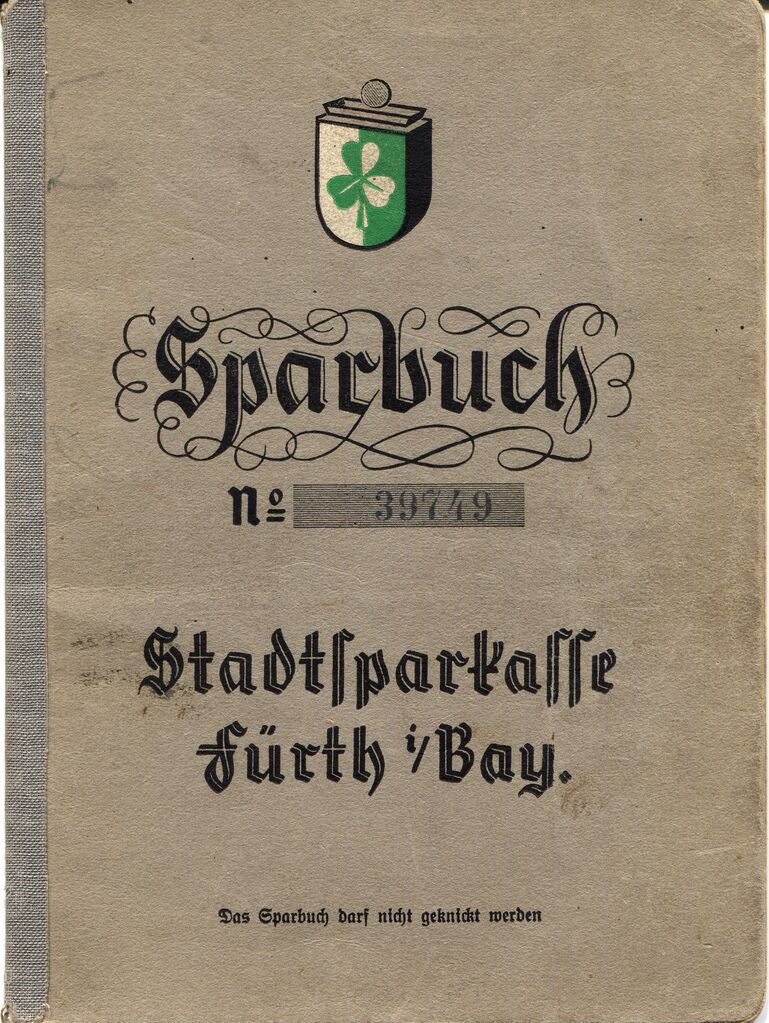 Sparbuch
No 39749
Stadtsparkasse
Fürth i/Bay.
Das Sparbuch darf nicht geknickt werden